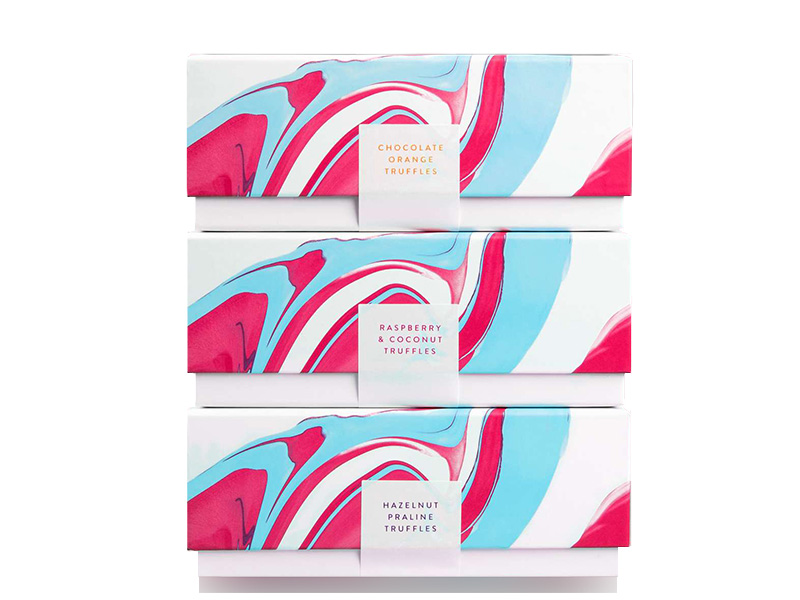 CHOCOLATE
ORANGE
TRUFFLES
RASPBERRY
& COCONUT
TRUFFLES
HAZELNUT
PRALINE
TRUFFLES